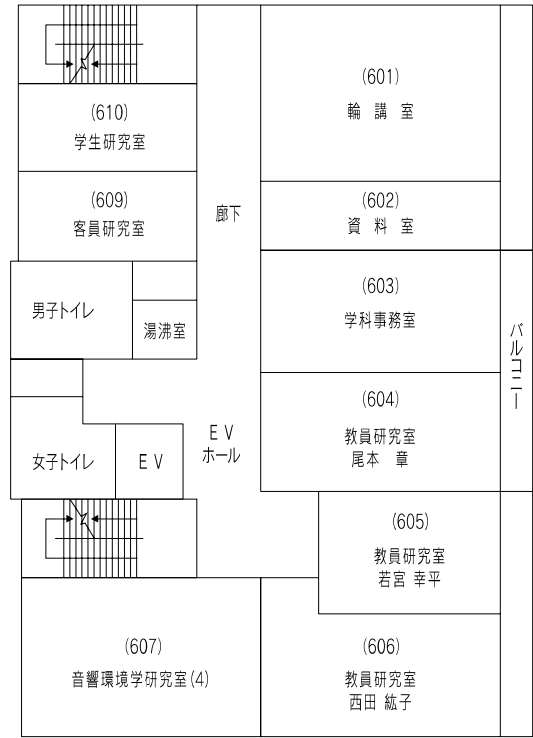 (601)
輪 講 室
(610)
学生研究室
(602)
資 料 室
(609)
客員研究室
廊下
(603)
学科事務室
男子トイレ
湯沸室
バルコニー
(604)
教員研究室
尾本 章
EV
ホール
女子トイレ
EV
(605)
教員研究室
若宮 幸平
(607)
音響環境学研究室(4)
(606)
教員研究室
西田 紘子